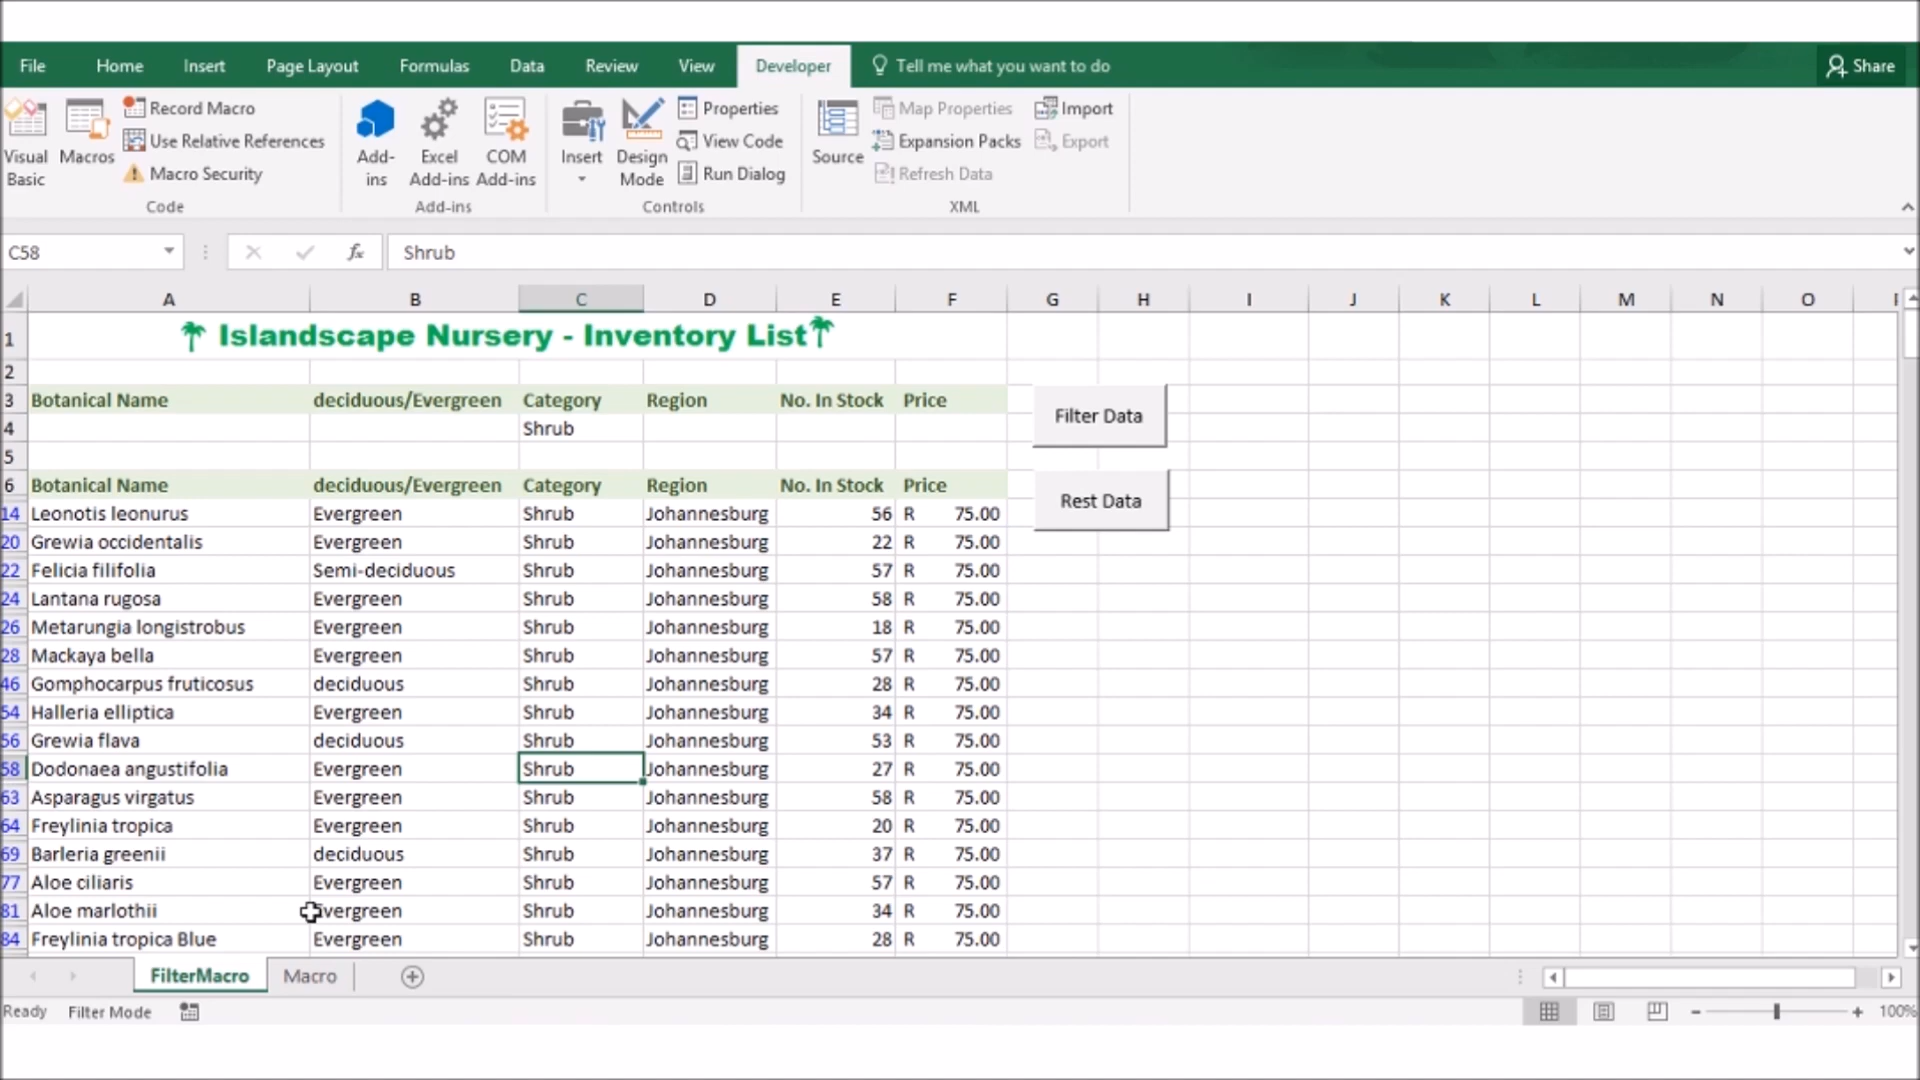 File Home Insert Page Layout Formulas Data Review View Developer Tell me what you want to do Share
Visual Basic Macros Record Macro Use Relative References Macro Security Code
Add-ins Excel Add-ins COM Add-ins Add-ins
Insert Design Mode Properties View Code Run Dialog Controls
Source Map Properties Expansion Packs Refresh Data Import Export XML
C58 fx Shrub
A B C D E F G H I J K L M N O
1 Islandscape Nursery - Inventory List
2
3 Botanical Name deciduous/Evergreen Category Region No. In Stock Price Filter Data
4 Shrub
5
6 Botanical Name deciduous/Evergreen Category Region No. In Stock Price Rest Data
14 Leonotis leonurus Evergreen Shrub Johannesburg 56 R 75.00
20 Grewia occidentalis Evergreen Shrub Johannesburg 22 R 75.00
22 Felicia filifolia Semi-deciduous Shrub Johannesburg 57 R 75.00
24 Lantana rugosa Evergreen Shrub Johannesburg 58 R 75.00
26 Metarungia longistrobus Evergreen Shrub Johannesburg 18 R 75.00
28 Mackaya bella Evergreen Shrub Johannesburg 57 R 75.00
46 Gomphocarpus fruticosus deciduous Shrub Johannesburg 28 R 75.00
54 Halleria elliptica Evergreen Shrub Johannesburg 34 R 75.00
56 Grewia flava deciduous Shrub Johannesburg 53 R 75.00
58 Dodonaea angustifolia Evergreen Shrub Johannesburg 27 R 75.00
63 Asparagus virgatus Evergreen Shrub Johannesburg 58 R 75.00
64 Freylinia tropica Evergreen Shrub Johannesburg 20 R 75.00
69 Barleria greenii deciduous Shrub Johannesburg 37 R 75.00
77 Aloe ciliaris Evergreen Shrub Johannesburg 57 R 75.00
81 Aloe marlothii Evergreen Shrub Johannesburg 34 R 75.00
84 Freylinia tropica Blue Evergreen Shrub Johannesburg 28 R 75.00
FilterMacro Macro
Ready Filter Mode 100%